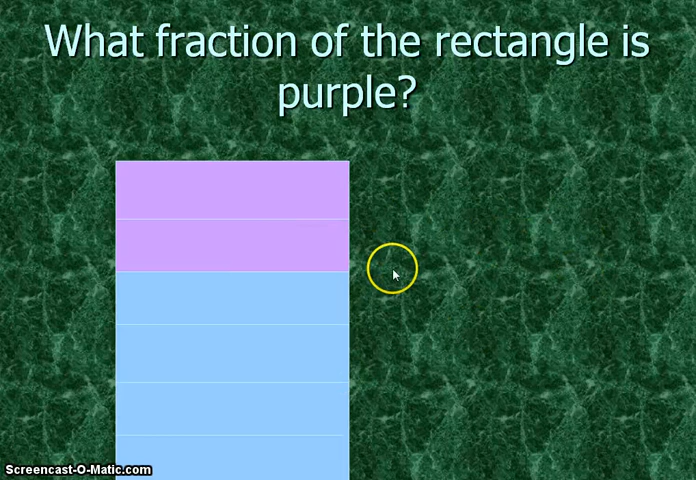 What fraction of the rectangle is
purple?
Screencast-O-Matic.com